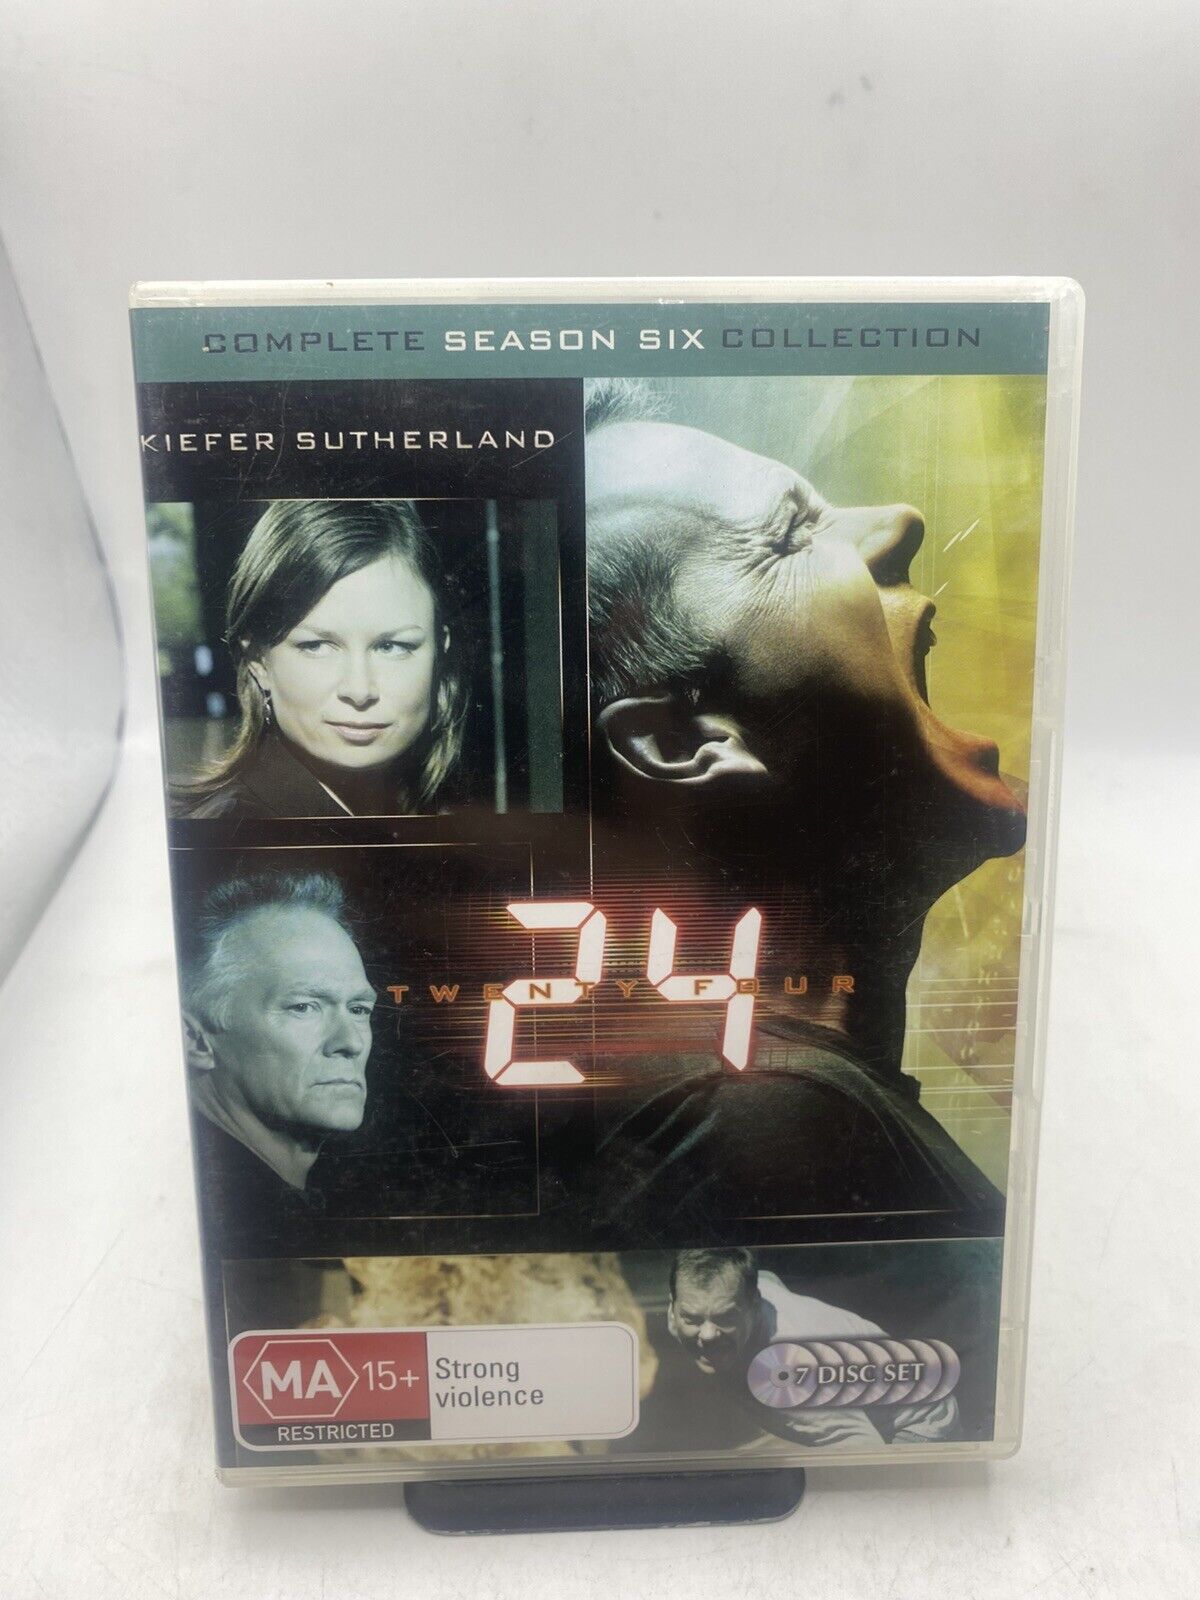 COMPLETE SEASON SIX COLLECTION
KIEFER SUTHERLAND
24
TWENTY FOUR
MA 15+
RESTRICTED
Strong
violence
7 DISC SET